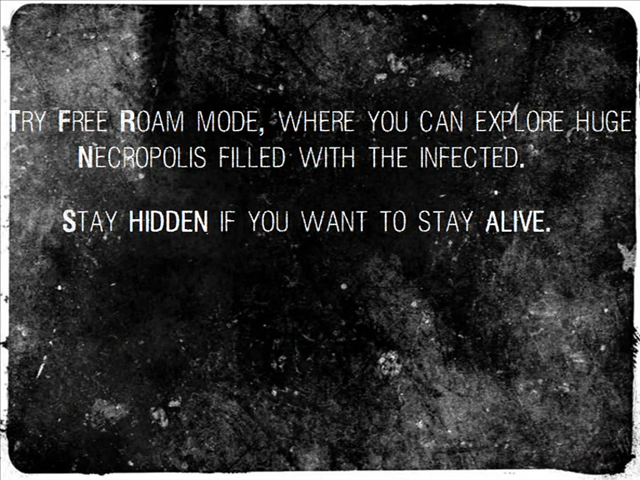 Try Free Roam mode, where you can explore huge
Necropolis filled with the infected.
Stay hidden if you want to stay alive.